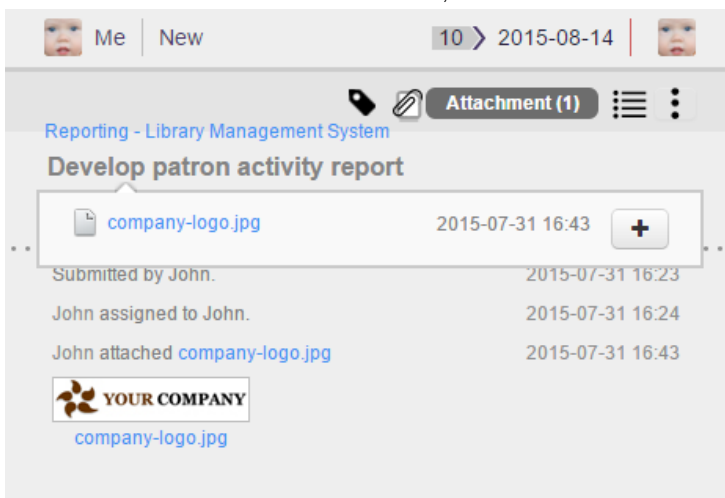 Me New 10 2015-08-14
Attachment (1)
Reporting - Library Management System
Develop patron activity report
company-logo.jpg 2015-07-31 16:43 +
Submitted by John. 2015-07-31 16:23
John assigned to John. 2015-07-31 16:24
John attached company-logo.jpg 2015-07-31 16:43
YOUR COMPANY
company-logo.jpg